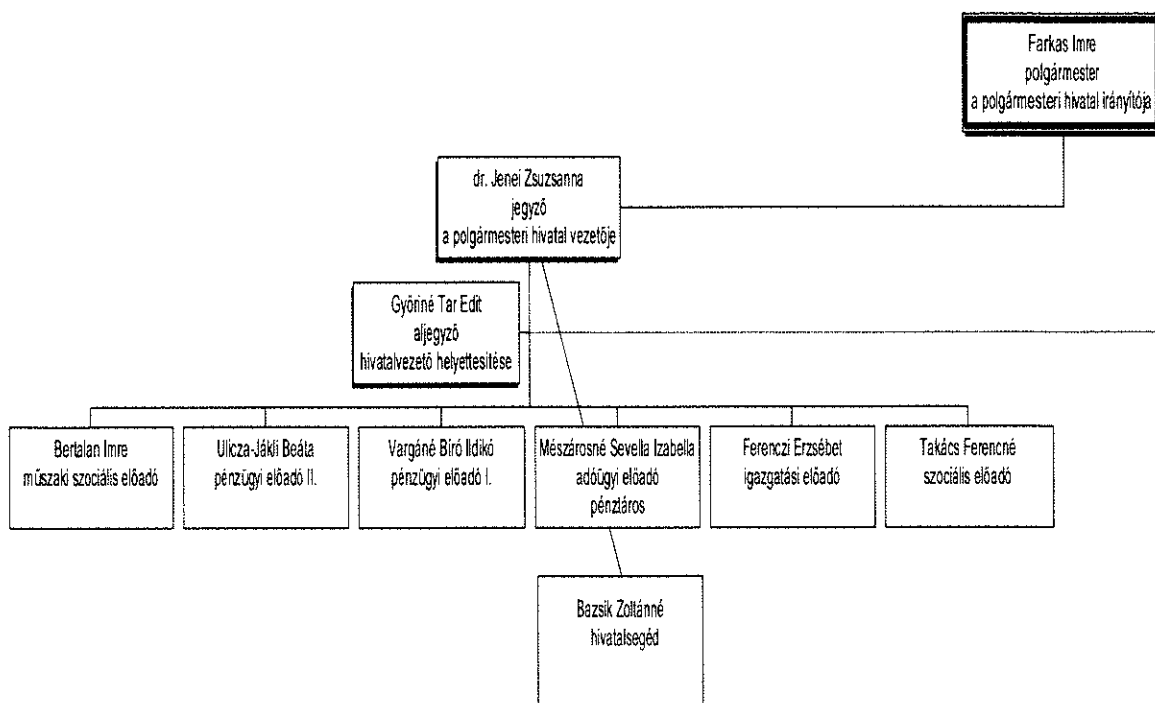 Farkas Imre
polgármester
a polgármesteri hivatal irányítója
dr. Jenei Zsuzsanna
jegyző
a polgármesteri hivatal vezetője
Győriné Tar Edit
aljegyző
hivatalvezető helyettesítése
Bertalan Imre
műszaki szociális előadó
Ulicza-Jákli Beáta
pénzügyi előadó II.
Vargáné Bíró Ildikó
pénzügyi előadó I.
Mészárosné Sevella Izabella
adóügyi előadó
pénztáros
Ferenczi Erzsébet
igazgatási előadó
Takács Ferencné
szociális előadó
Bazsik Zoltánné
hivatalsegéd